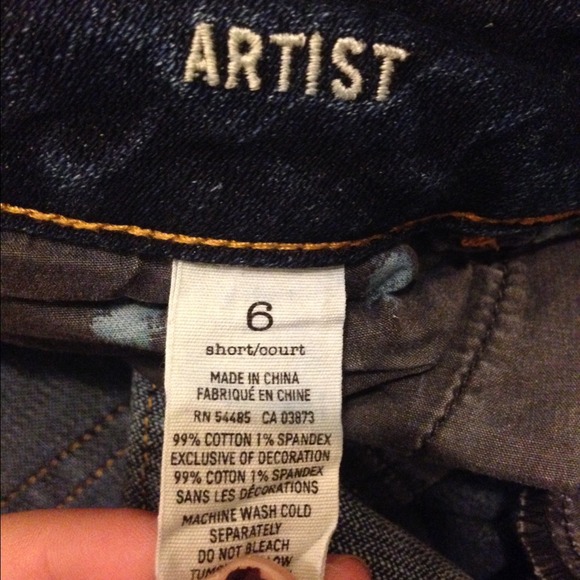 ARTIST
6
short/court
MADE IN CHINA
FABRIQUÉ EN CHINE
RN 54485 CA 03873
99% COTTON 1% SPANDEX
EXCLUSIVE OF DECORATION
99% COTON 1% SPANDEX
SANS LES DÉCORATIONS
MACHINE WASH COLD
SEPARATELY
DO NOT BLEACH